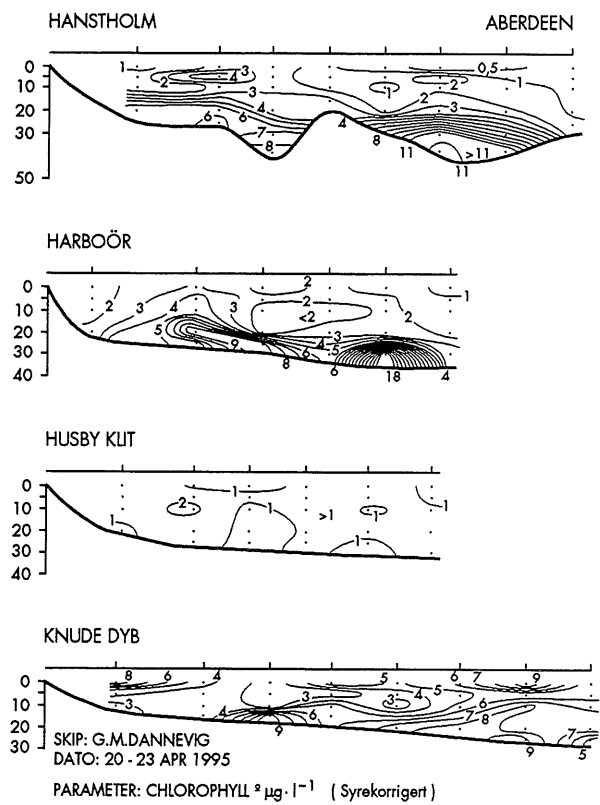 HANSTHOLM ABERDEEN
1 3 0,5
0 4 2 1
10 2 3 1 2
20 4 3
30 6 6 4
7 8 11 >11
50 8 11
HARBOÖR
0 2 1
10 2 3 4 3 2
20 5 <2 2
30 9 4 5 3
40 8 6 6 18 4
HUSBY KLIT
0 1 1
10 2 1 >1 1
20 1
30 1
40
KNUDE DYB
0 8 6 4 5 6 7 9
10 3 4 3 3 4 5 6
20 6 7 8 7
30 9 9 5
SKIP: G.M.DANNEVIG
DATO: 20 - 23 APR 1995
PARAMETER: CHLOROPHYLL ª µg·l⁻¹ ( Syrekorrigert )